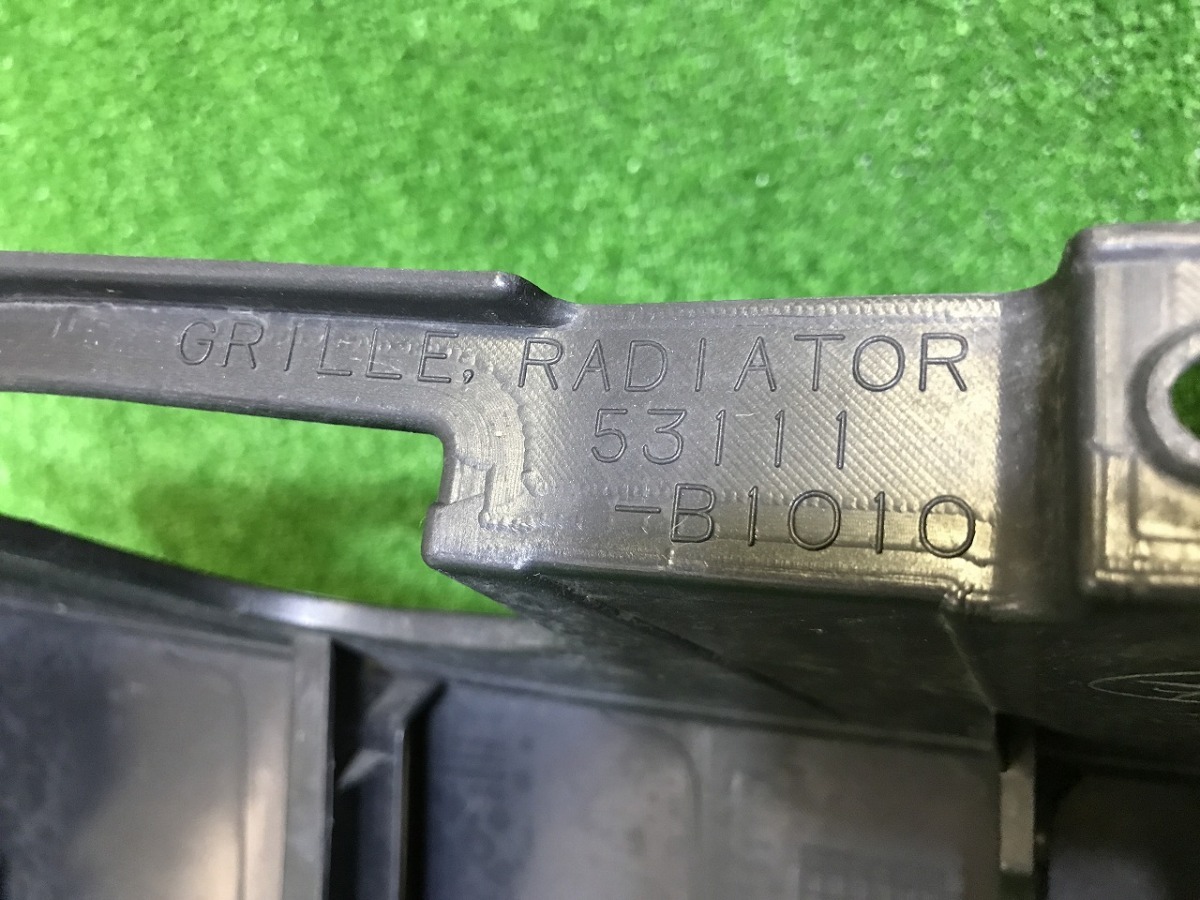 GRILLE, RADIATOR
53111
-B1010